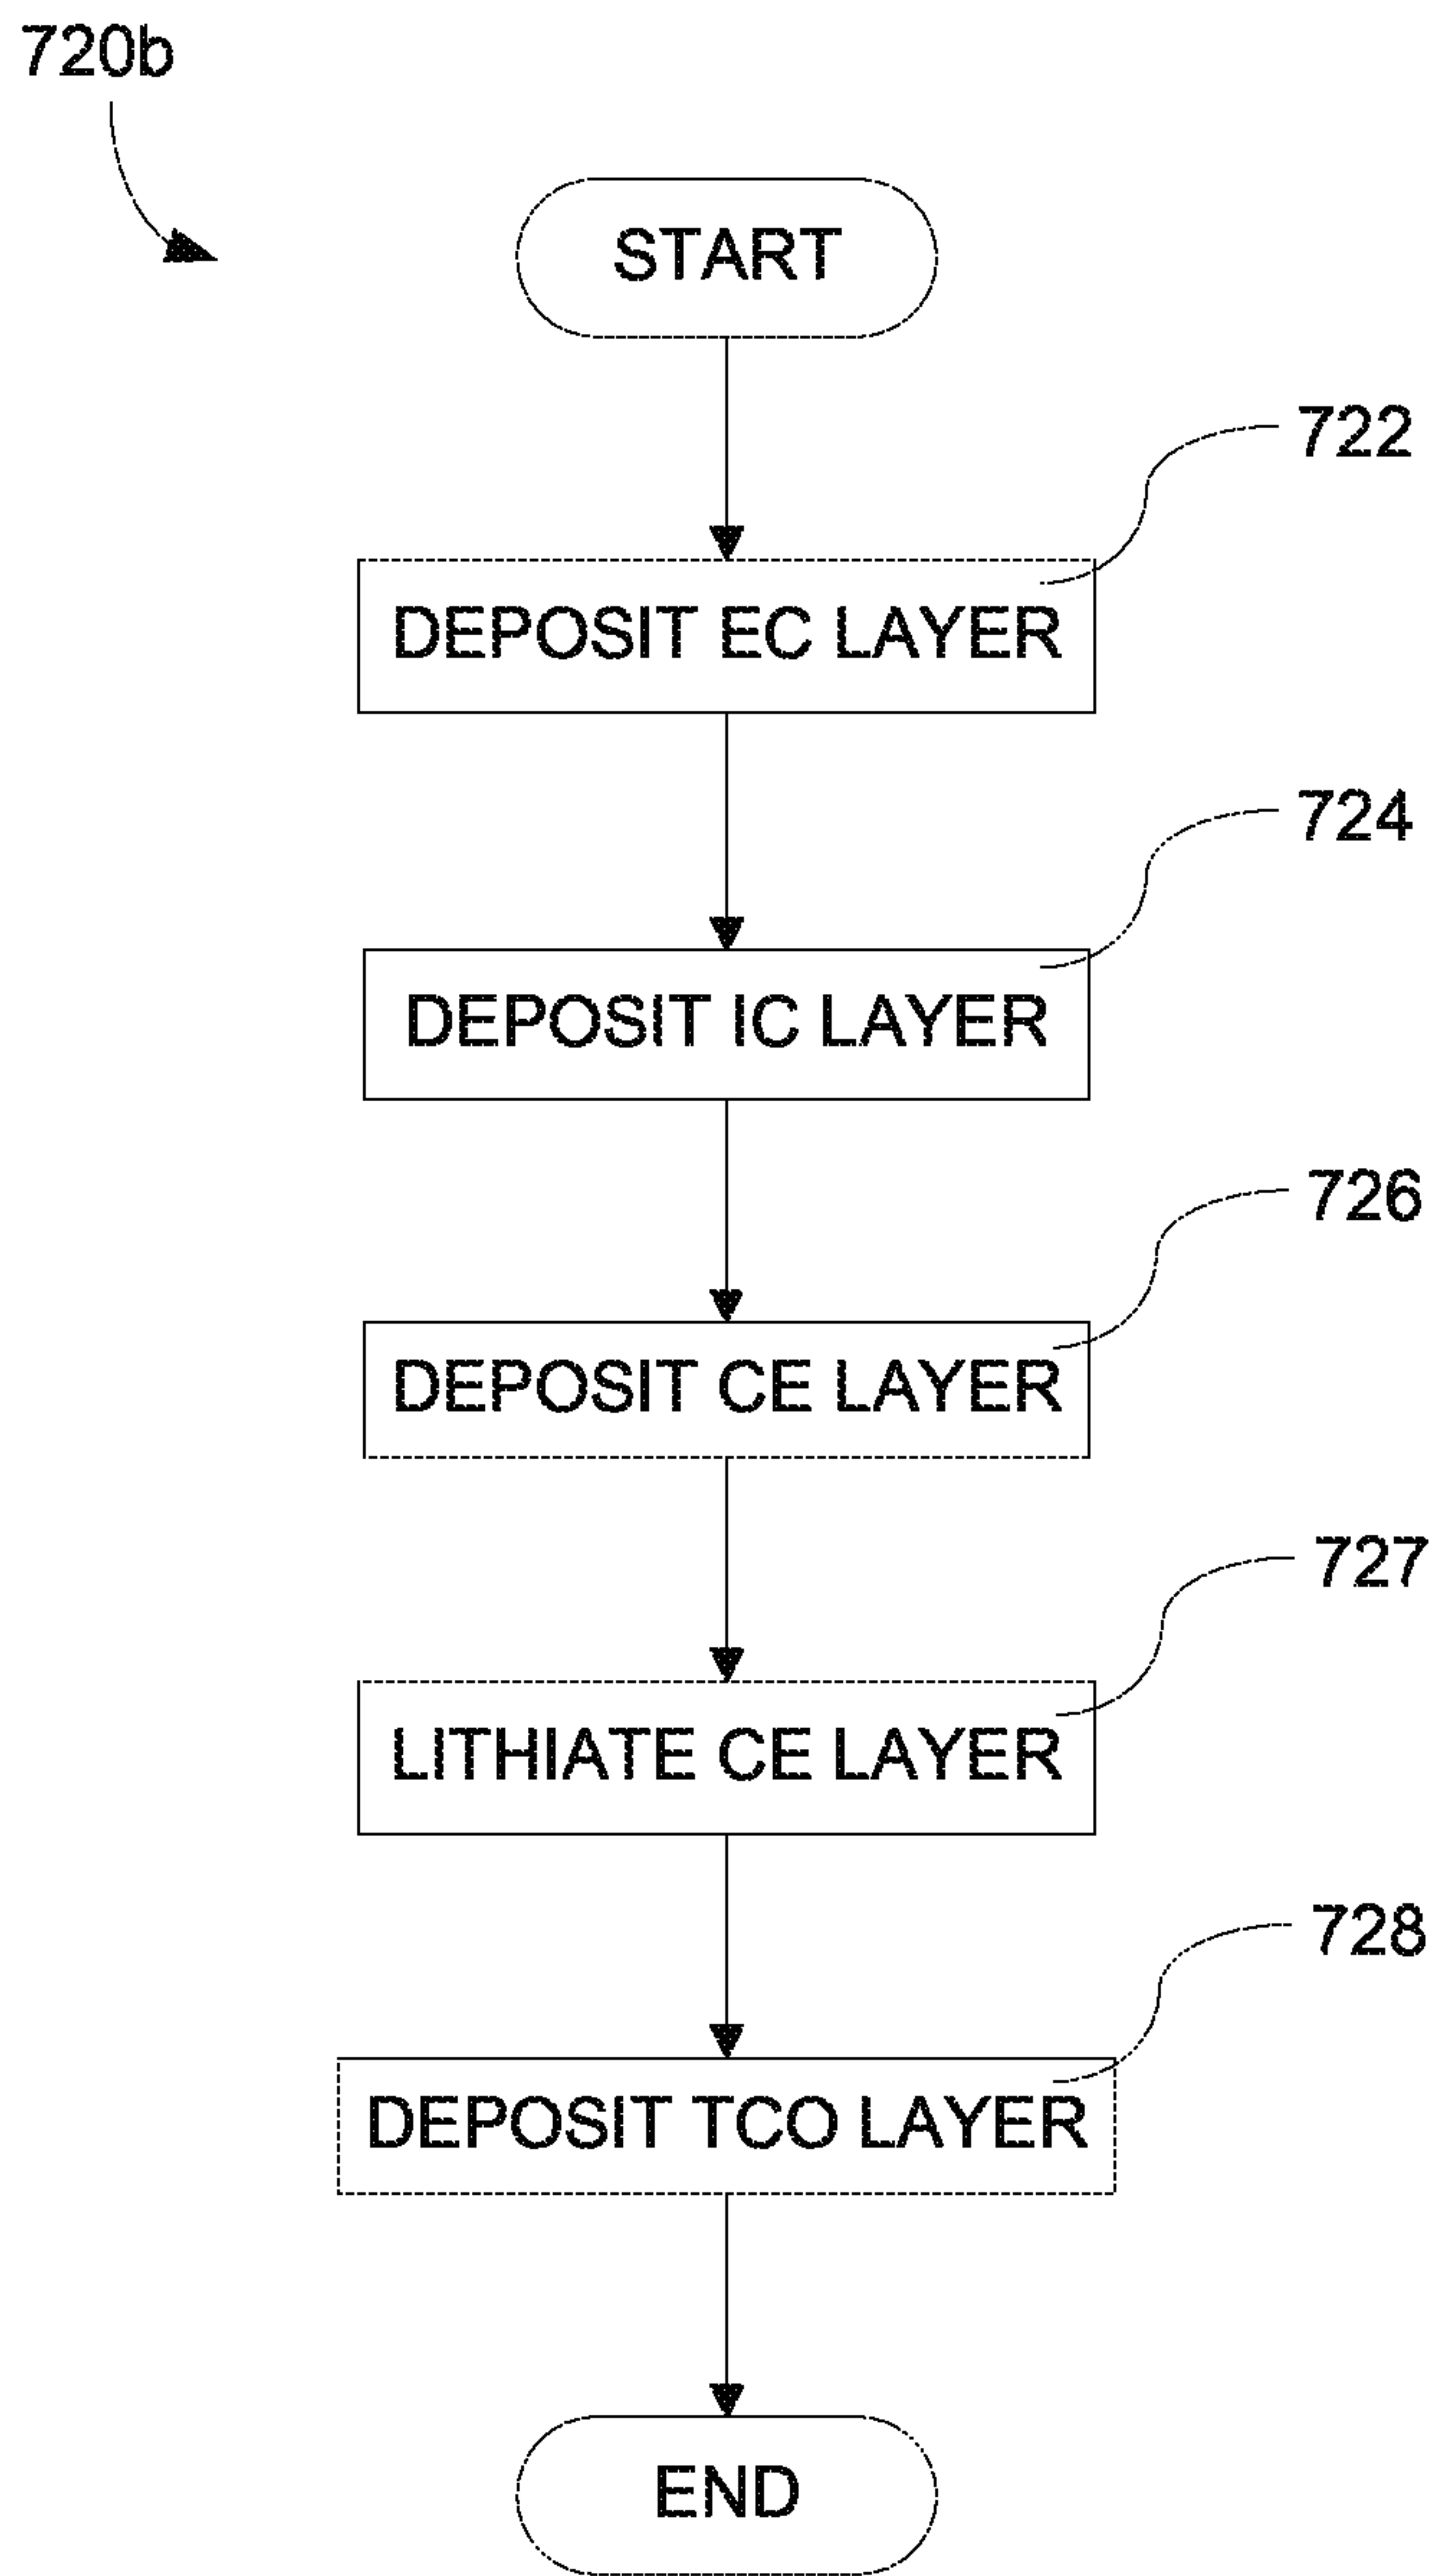 720b
START
722
DEPOSIT EC LAYER
724
DEPOSIT IC LAYER
726
DEPOSIT CE LAYER
727
LITHIATE CE LAYER
728
DEPOSIT TCO LAYER
END